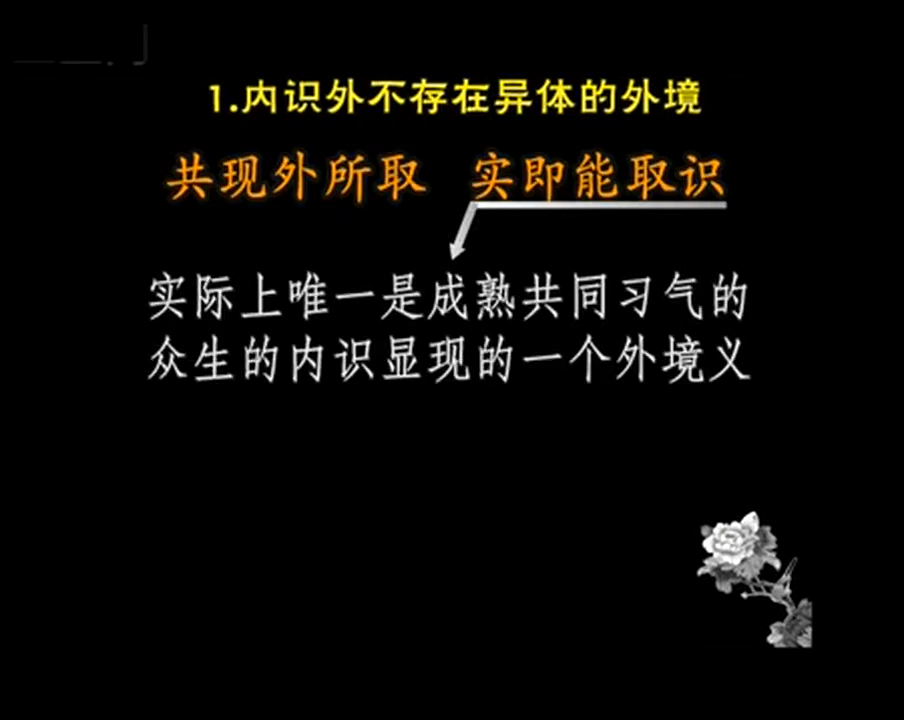 1.内识外不存在异体的外境
共现外所取 实即能取识
实际上唯一是成熟共同习气的
众生的内识显现的一个外境义